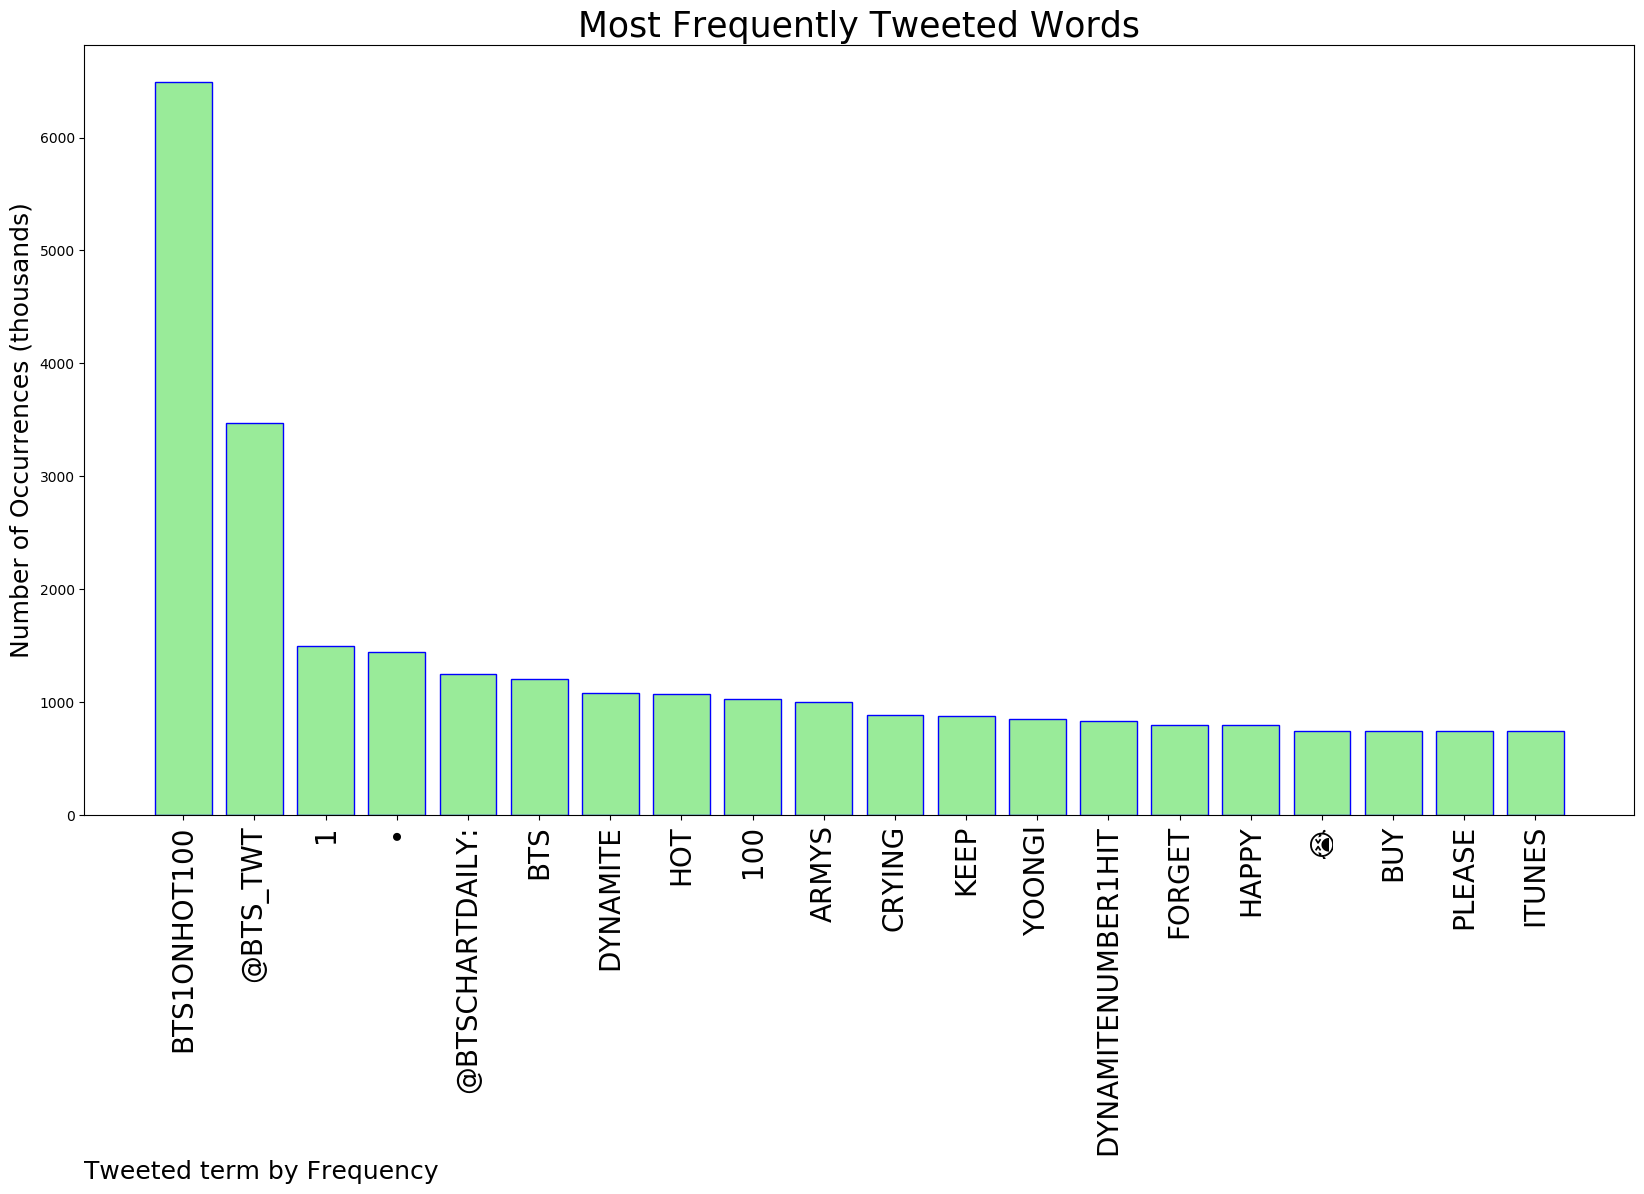 Most Frequently Tweeted Words
Number of Occurrences (thousands)
6000
5000
4000
3000
2000
1000
0
BTS1ONHOT100
@BTS_TWT
1
•
@BTSCHARTDAILY:
BTS
DYNAMITE
HOT
100
ARMYS
CRYING
KEEP
YOONGI
DYNAMITENUMBER1HIT
FORGET
HAPPY
😭
BUY
PLEASE
ITUNES
Tweeted term by Frequency